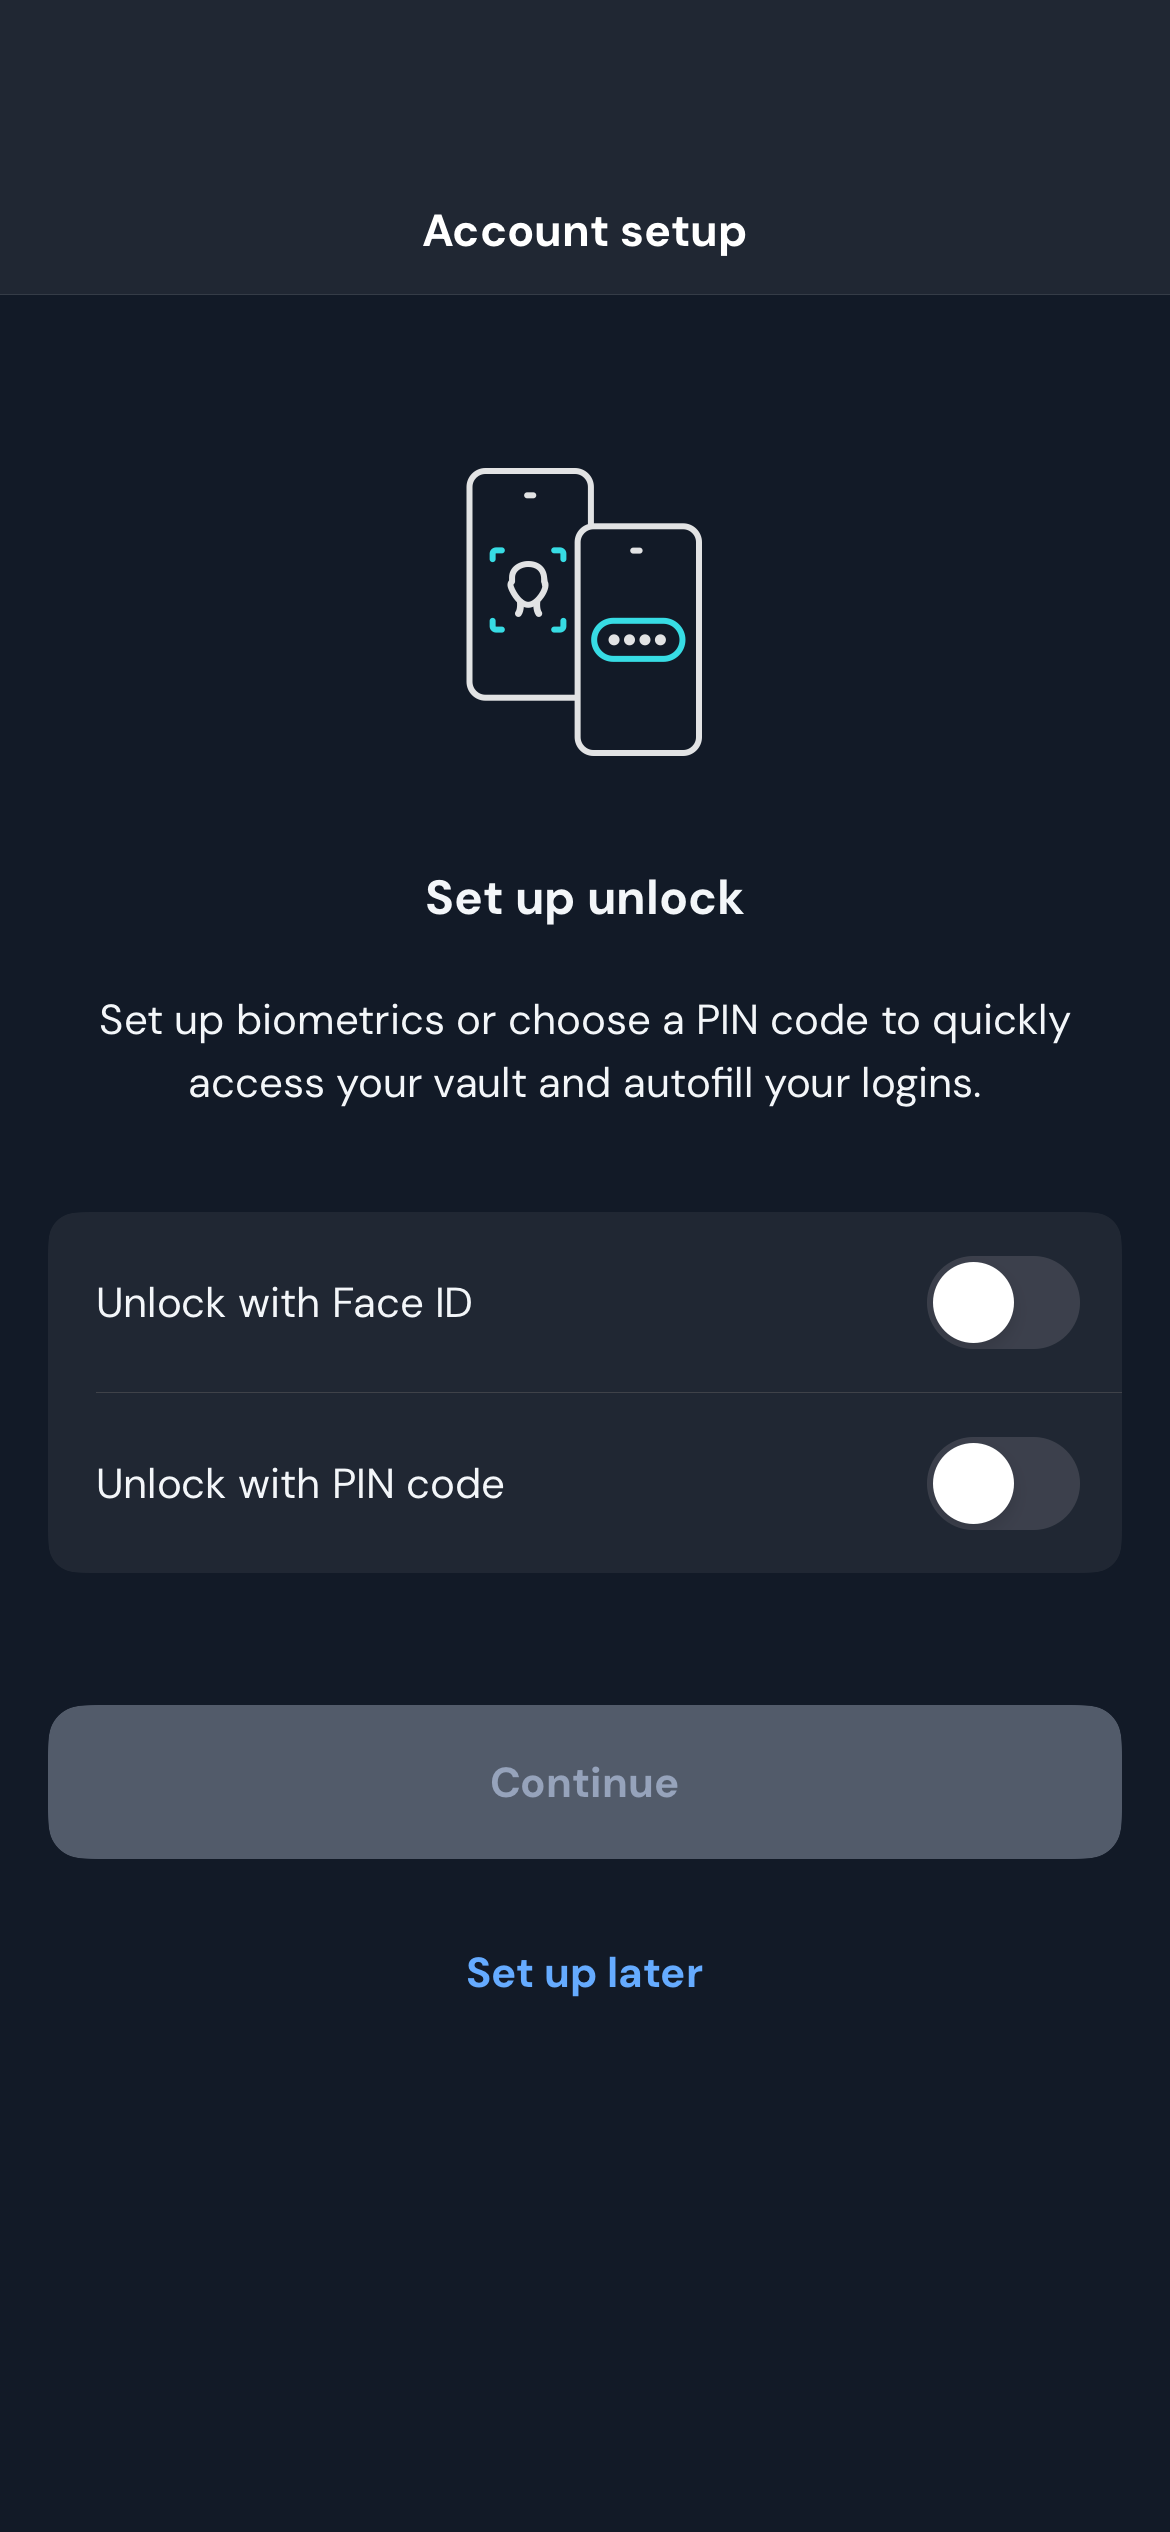 Account setup
Set up unlock
Set up biometrics or choose a PIN code to quickly
access your vault and autofill your logins.
Unlock with Face ID
Unlock with PIN code
Continue
Set up later